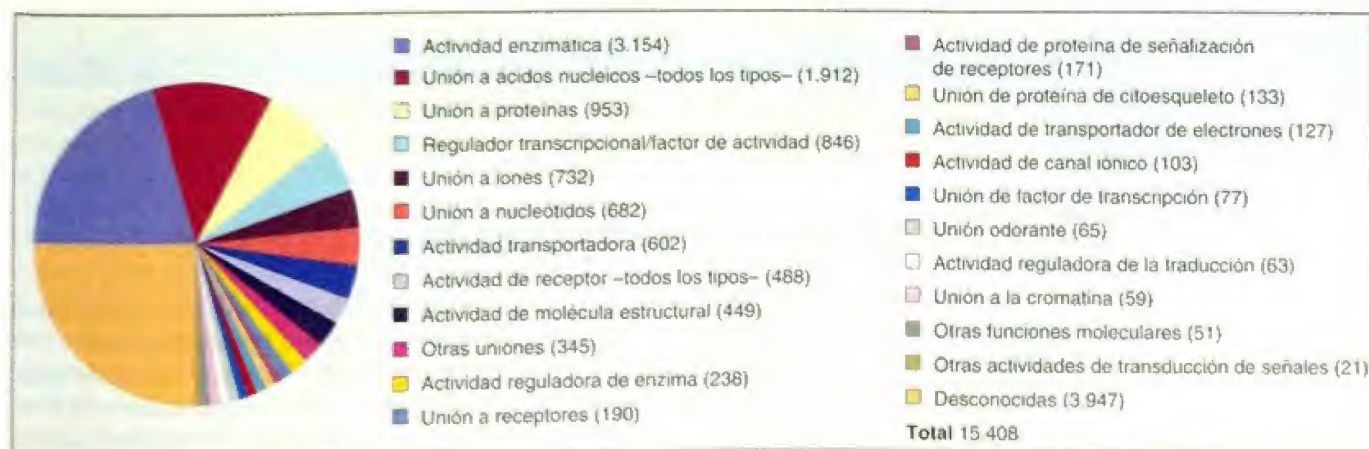 Actividad enzimática (3.154)
Unión a ácidos nucleicos –todos los tipos– (1.912)
Unión a proteínas (953)
Regulador transcripcional/factor de actividad (846)
Unión a iones (732)
Unión a nucleótidos (682)
Actividad transportadora (602)
Actividad de receptor –todos los tipos– (488)
Actividad de molécula estructural (449)
Otras uniones (345)
Actividad reguladora de enzima (238)
Unión a receptores (190)
Actividad de proteína de señalización
de receptores (171)
Unión de proteína de citoesqueleto (133)
Actividad de transportador de electrones (127)
Actividad de canal iónico (103)
Unión de factor de transcripción (77)
Unión odorante (65)
Actividad reguladora de la traducción (63)
Unión a la cromatina (59)
Otras funciones moleculares (51)
Otras actividades de transducción de señales (21)
Desconocidas (3.947)
Total 15 408